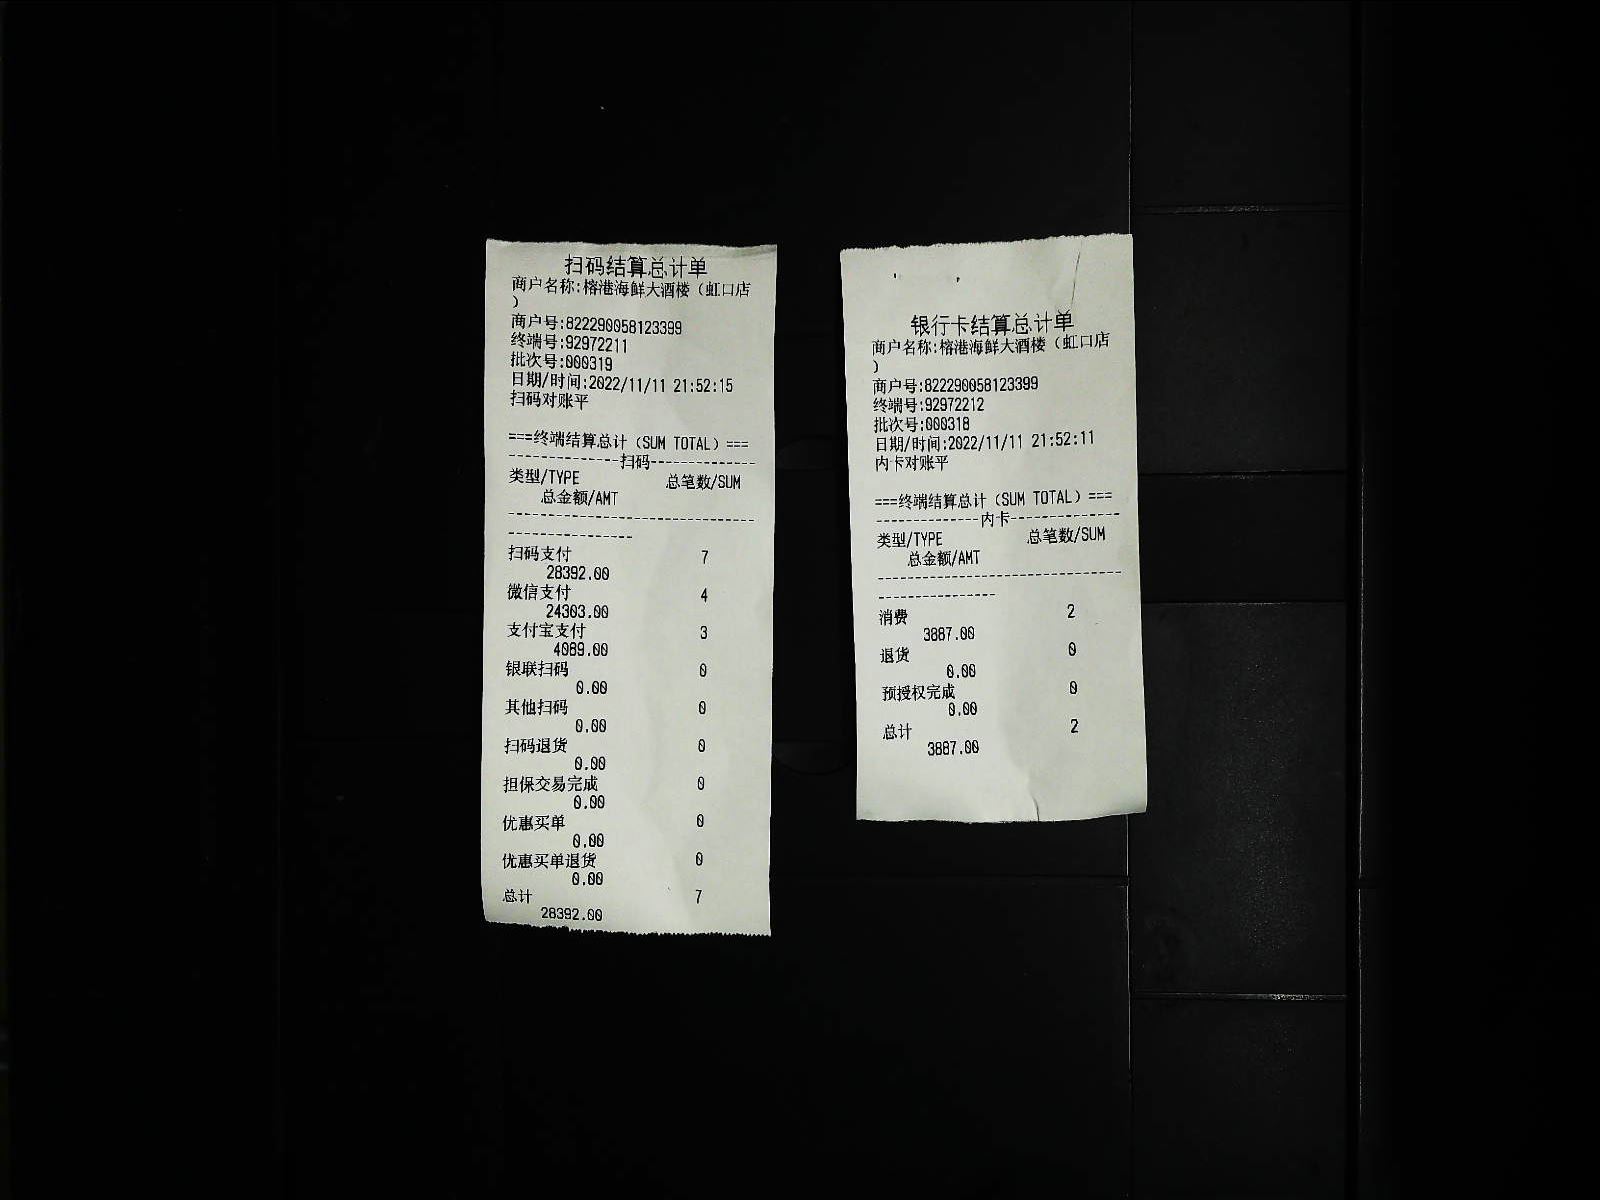 扫码结算总计单
商户名称:榕港海鲜大酒楼（虹口店
）
商户号:822290058123399
终端号:92972211
批次号:000319
日期/时间:2022/11/11 21:52:15
扫码对账平
===终端结算总计（SUM TOTAL）===
--------------扫码--------------
类型/TYPE 总笔数/SUM
总金额/AMT
--------------------------------
----------------
扫码支付 7
28392.00
微信支付 4
24303.00
支付宝支付 3
4089.00
银联扫码 0
0.00
其他扫码 0
0.00
扫码退货 0
0.00
担保交易完成 0
0.00
优惠买单 0
0.00
优惠买单退货 0
0.00
总计 7
28392.00
银行卡结算总计单
商户名称:榕港海鲜大酒楼（虹口店
）
商户号:822290058123399
终端号:92972212
批次号:000318
日期/时间:2022/11/11 21:52:11
内卡对账平
===终端结算总计（SUM TOTAL）===
--------------内卡--------------
类型/TYPE 总笔数/SUM
总金额/AMT
--------------------------------
----------------
消费 2
3887.00
退货 0
0.00
预授权完成 0
0.00
总计 2
3887.00